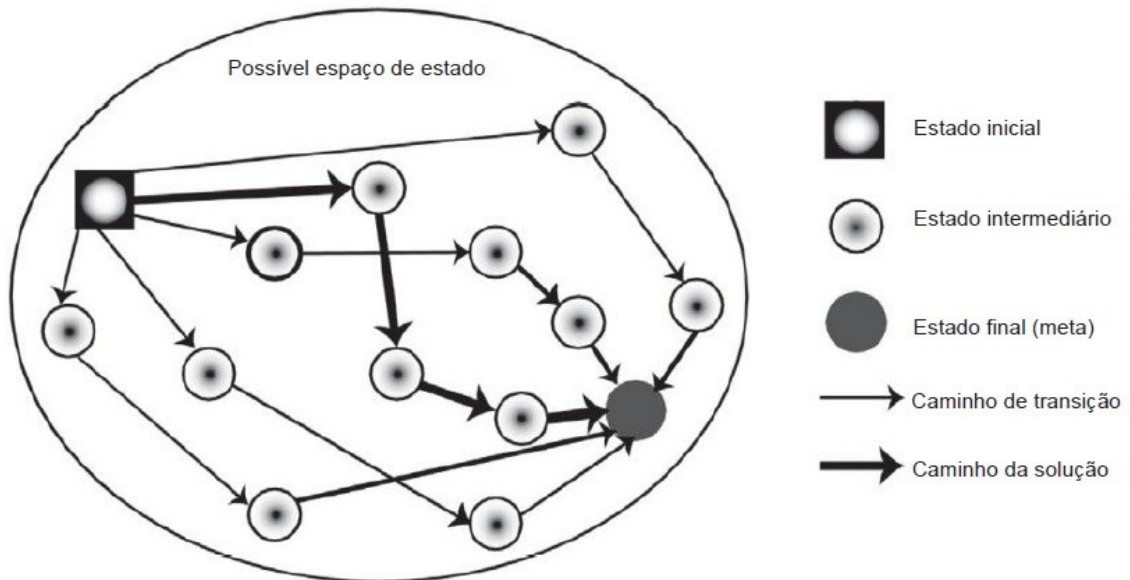 Possível espaço de estado
Estado inicial
Estado intermediário
Estado final (meta)
Caminho de transição
Caminho da solução